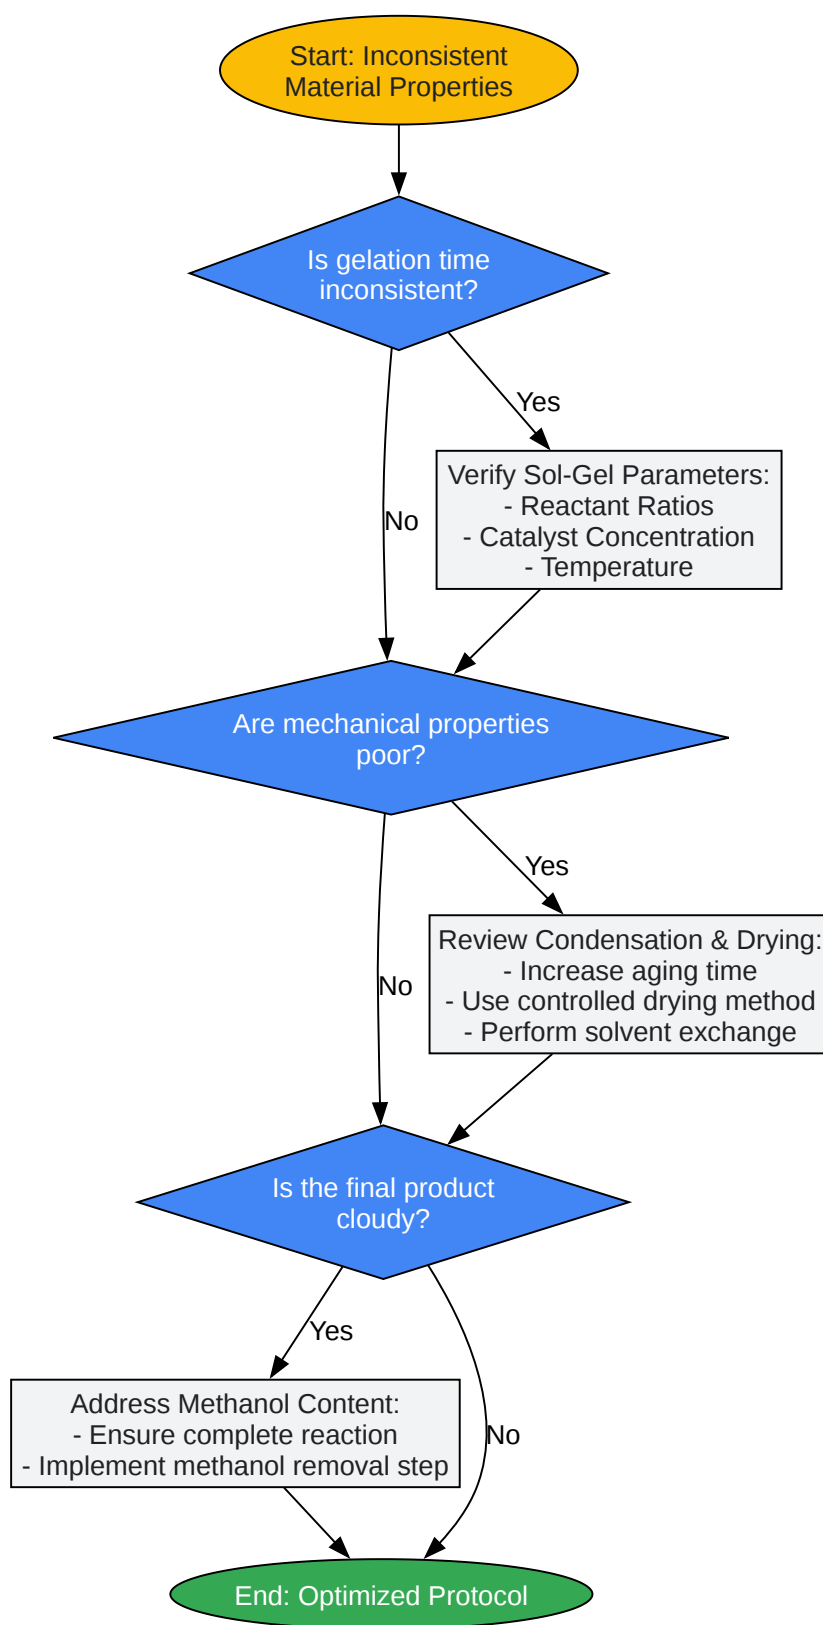 Start: Inconsistent
Material Properties
Is gelation time
inconsistent?
Yes
No
Verify Sol-Gel Parameters:
- Reactant Ratios
- Catalyst Concentration
- Temperature
Are mechanical properties
poor?
Yes
No
Review Condensation & Drying:
- Increase aging time
- Use controlled drying method
- Perform solvent exchange
Is the final product
cloudy?
Yes
No
Address Methanol Content:
- Ensure complete reaction
- Implement methanol removal step
End: Optimized Protocol